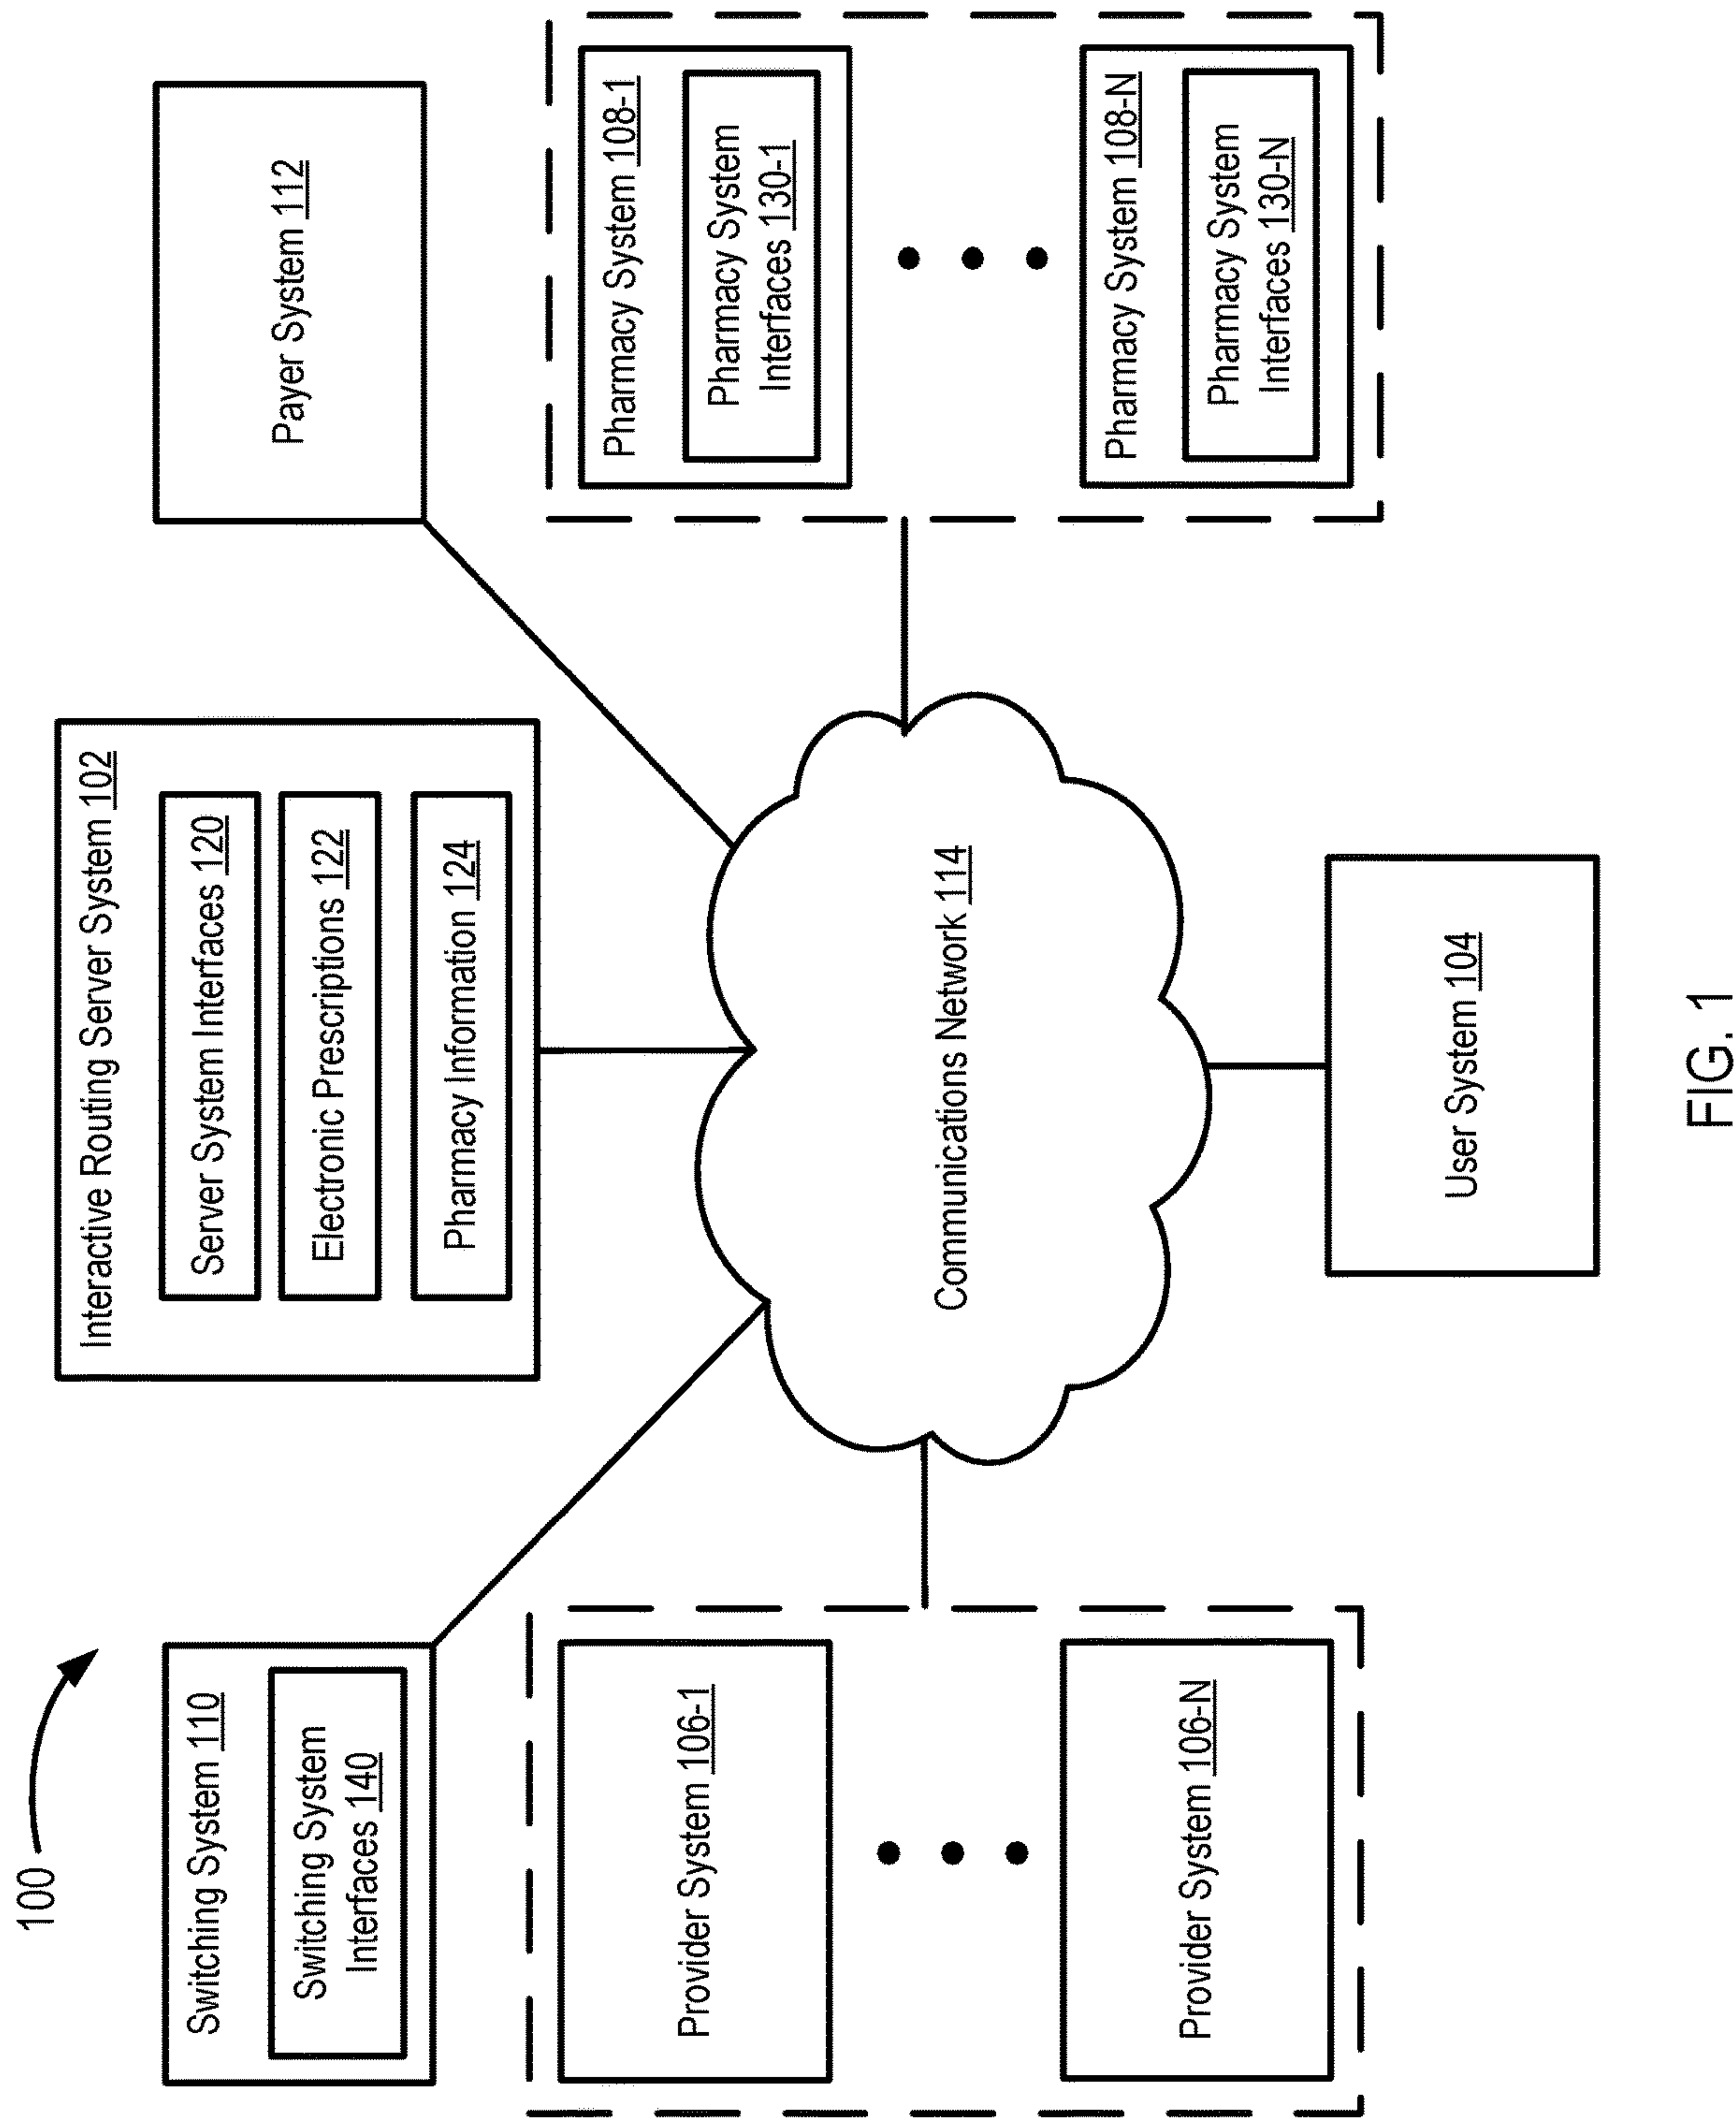 100
Switching System 110
Switching System
Interfaces 140
Interactive Routing Server System 102
Server System Interfaces 120
Electronic Prescriptions 122
Pharmacy Information 124
Payer System 112
Provider System 106-1
Provider System 106-N
Communications Network 114
Pharmacy System 108-1
Pharmacy System
Interfaces 130-1
Pharmacy System 108-N
Pharmacy System
Interfaces 130-N
User System 104
FIG. 1